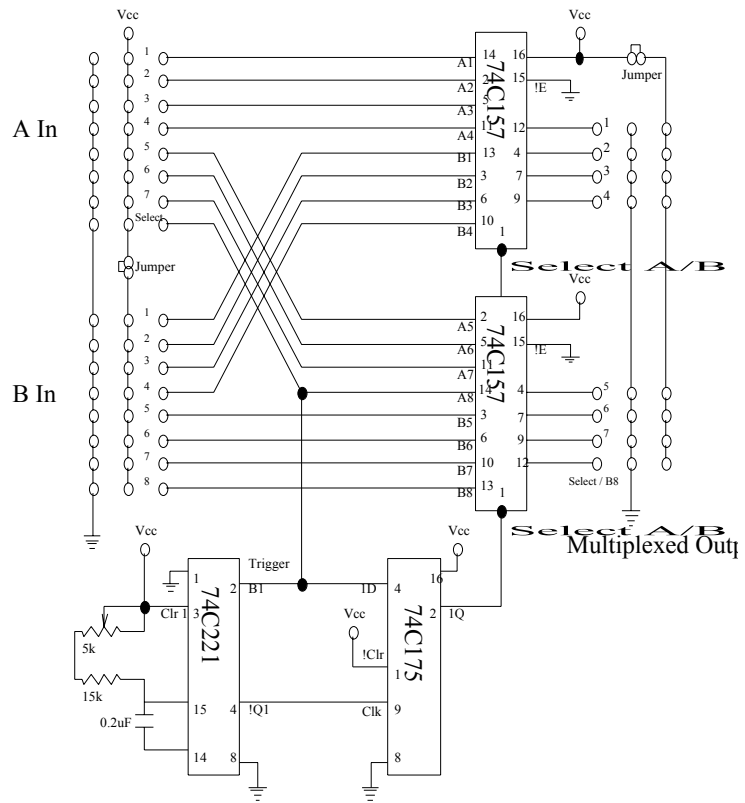 Vcc
Vcc
1
2
3
4
5
6
7
Select
A In
A1
A2
A3
A4
B1
B2
B3
B4
14
2
5
11
13
3
6
10
1
74C157
16
15
12
4
7
9
!E
Jumper
1
2
3
4
Jumper
Select A/B
Vcc
1
2
3
4
5
6
7
8
B In
A5
A6
A7
A8
B5
B6
B7
B8
2
5
11
14
3
6
10
13
1
74C157
16
15
4
7
9
12
!E
5
6
7
Select / B8
Select A/B
Multiplexed Outp
Vcc
Trigger
Vcc
1
2
B1
1D
4
16
Clr 1
3
74C221
Vcc
74C175
2
1Q
5k
!Clr
1
15k
15
4
!Q1
Clk
9
0.2uF
14
8
8